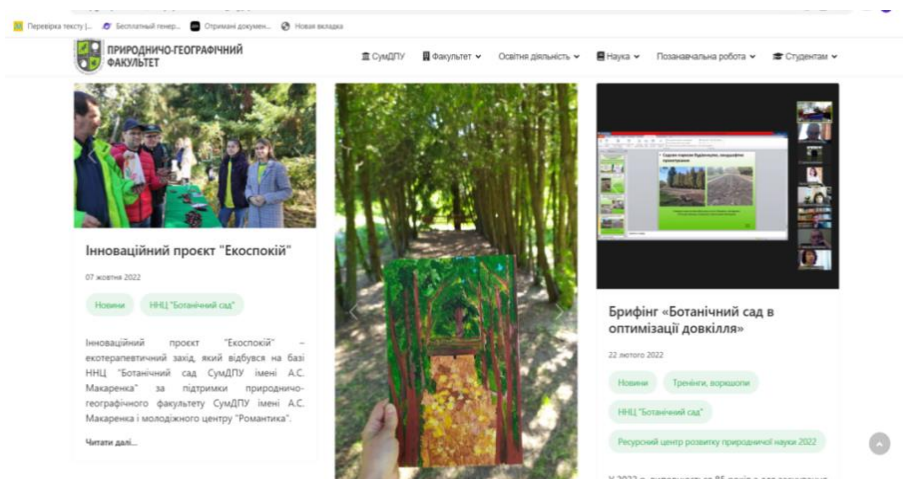 Перевірка тексту J...
Бесплатный генер...
Отримані докумен...
Новая вкладка
ПРИРОДНИЧО-ГЕОГРАФІЧНИЙ
ФАКУЛЬТЕТ
СумДПУ
Факультет
Освітня діяльність
Наука
Позанавчальна робота
Студентам
Інноваційний проєкт "Екоспокій"
07 жовтня 2022
Новини
ННЦ "Ботанічний сад"
Інноваційний проєкт "Екоспокій" –
екотерапевтичний захід, який відбувся на базі
ННЦ "Ботанічний сад СумДПУ імені А.С.
Макаренка" за підтримки природничо-
географічного факультету СумДПУ імені А.С.
Макаренка і молодіжного центру "Романтика".
Читати далі...
Брифінг «Ботанічний сад в
оптимізації довкілля»
22 лютого 2022
Новини
Тренінги, воркшопи
ННЦ "Ботанічний сад"
Ресурсний центр розвитку природничої науки 2022